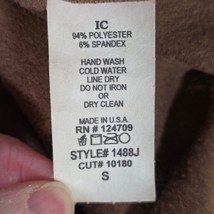 IC
94% POLYESTER
6% SPANDEX
HAND WASH
COLD WATER
LINE DRY
DO NOT IRON
OR
DRY CLEAN
MADE IN U.S.A.
RN # 124709
STYLE# 1488J
CUT# 10180
S